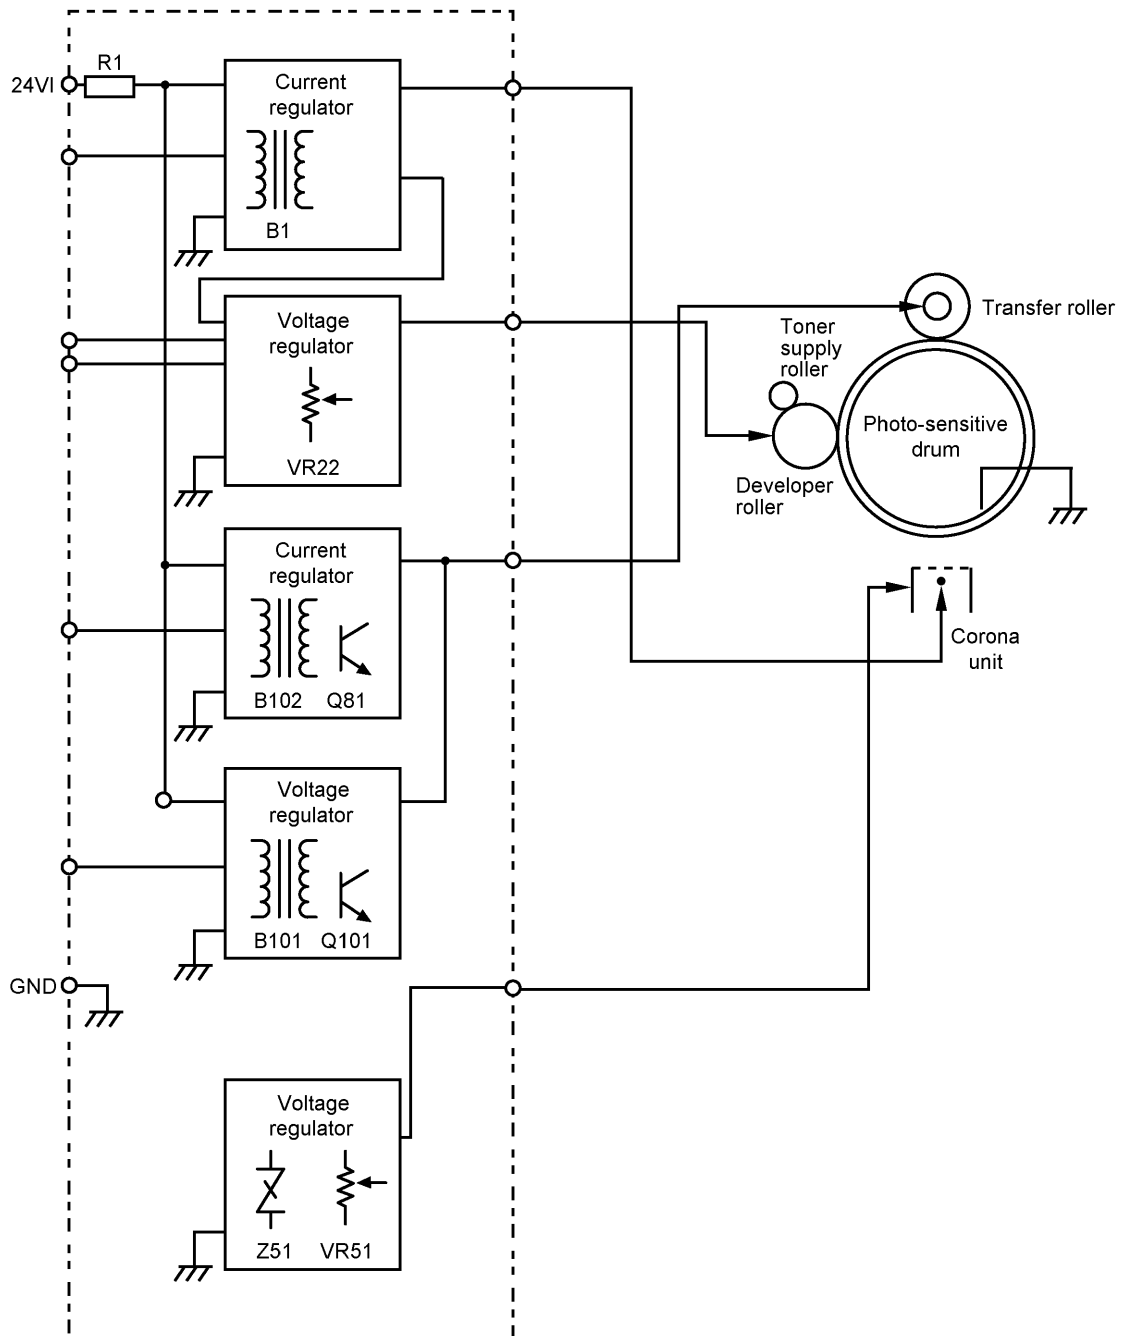 R1
24VI
Current
regulator
B1
Voltage
regulator
VR22
Transfer roller
Toner
supply
roller
Photo-sensitive
drum
Developer
roller
Current
regulator
B102 Q81
Corona
unit
Voltage
regulator
B101 Q101
GND
Voltage
regulator
Z51 VR51